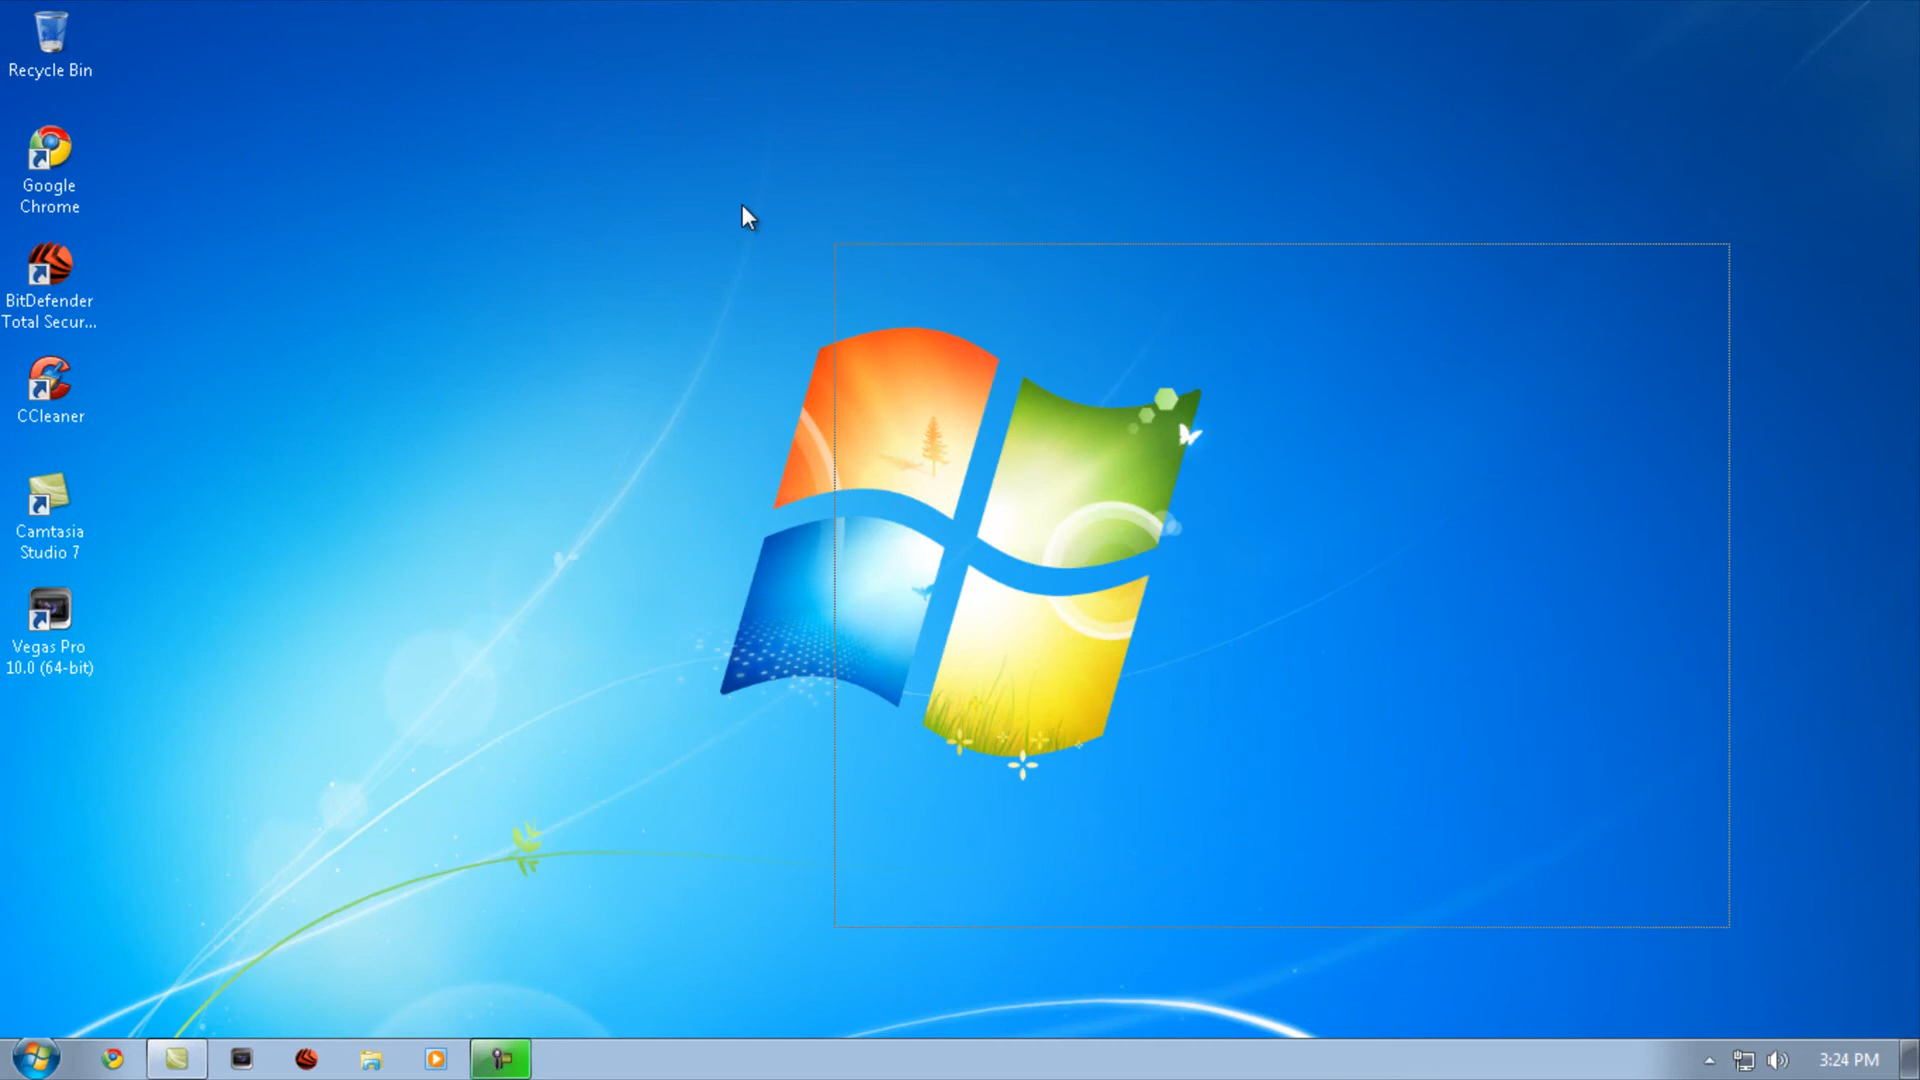 Recycle Bin
Google
Chrome
BitDefender
Total Secur...
CCleaner
Camtasia
Studio 7
Vegas Pro
10.0 (64-bit)
3:24 PM